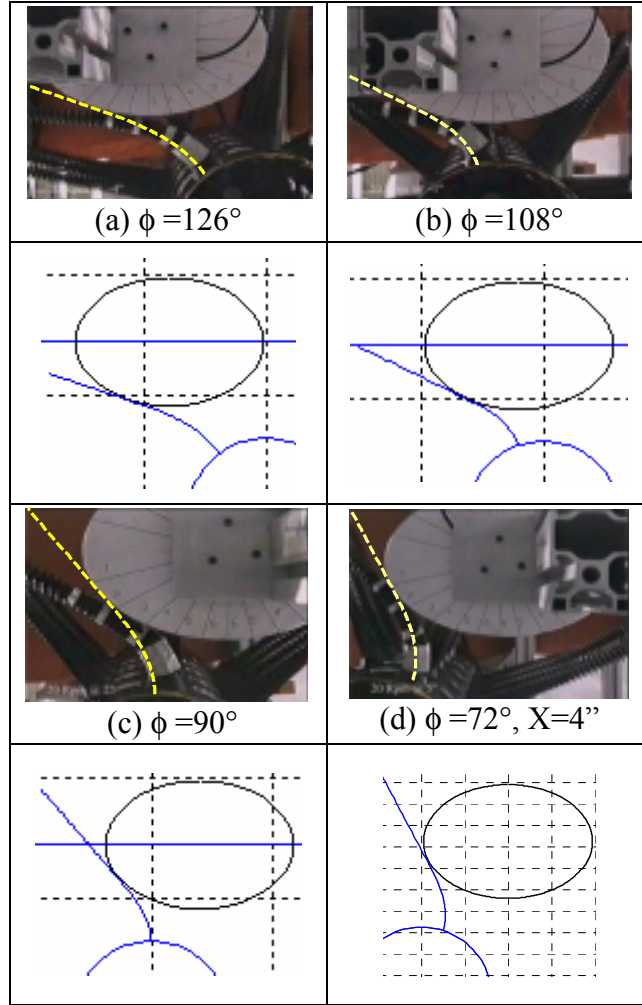 (a) ϕ =126°
(b) ϕ =108°
(c) ϕ =90°
(d) ϕ =72°, X=4”